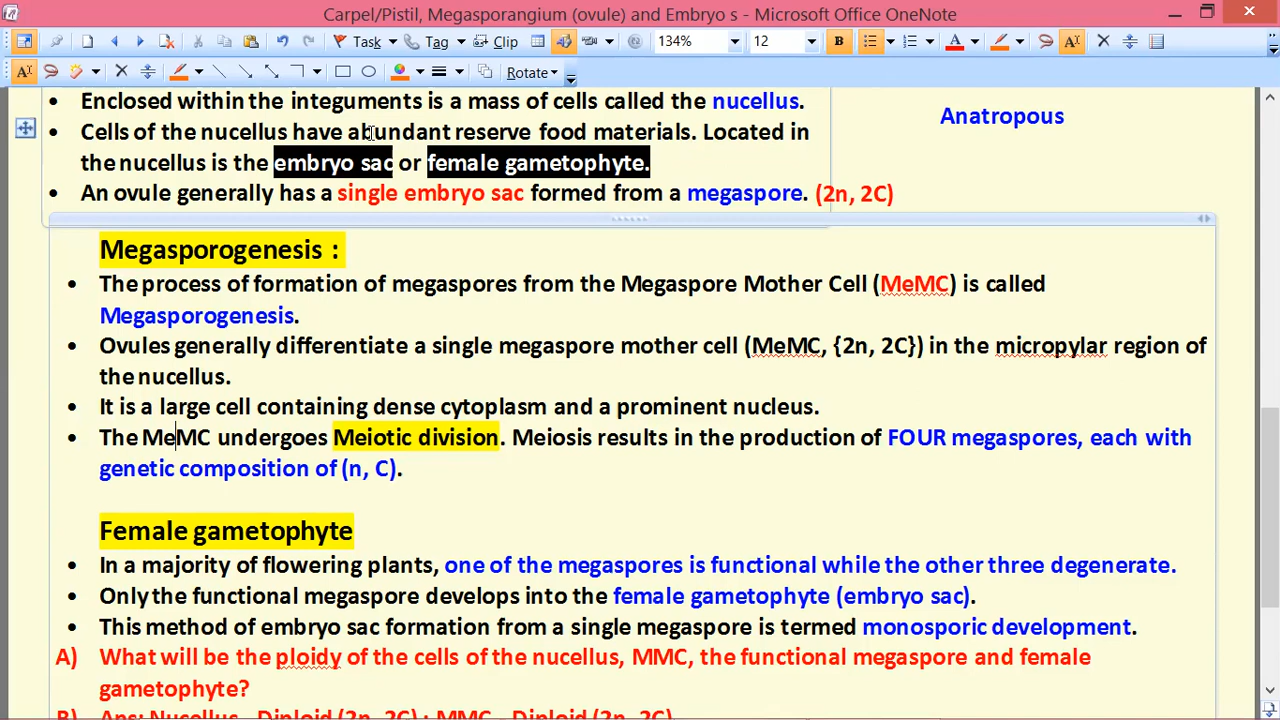 Carpel/Pistil, Megasporangium (ovule) and Embryo s - Microsoft Office OneNote
Task Tag Clip 134% 12 B A A
A Rotate
• Enclosed within the integuments is a mass of cells called the nucellus.
Anatropous
• Cells of the nucellus have abundant reserve food materials. Located in
the nucellus is the embryo sac or female gametophyte.
• An ovule generally has a single embryo sac formed from a megaspore. (2n, 2C)
Megasporogenesis :
• The process of formation of megaspores from the Megaspore Mother Cell (MeMC) is called
Megasporogenesis.
• Ovules generally differentiate a single megaspore mother cell (MeMC, {2n, 2C}) in the micropylar region of
the nucellus.
• It is a large cell containing dense cytoplasm and a prominent nucleus.
• The MeMC undergoes Meiotic division. Meiosis results in the production of FOUR megaspores, each with
genetic composition of (n, C).
Female gametophyte
• In a majority of flowering plants, one of the megaspores is functional while the other three degenerate.
• Only the functional megaspore develops into the female gametophyte (embryo sac).
• This method of embryo sac formation from a single megaspore is termed monosporic development.
A) What will be the ploidy of the cells of the nucellus, MMC, the functional megaspore and female
gametophyte?
B) Ans: Nucellus - Diploid (2n, 2C) ; MMC - Diploid (2n, 2C)